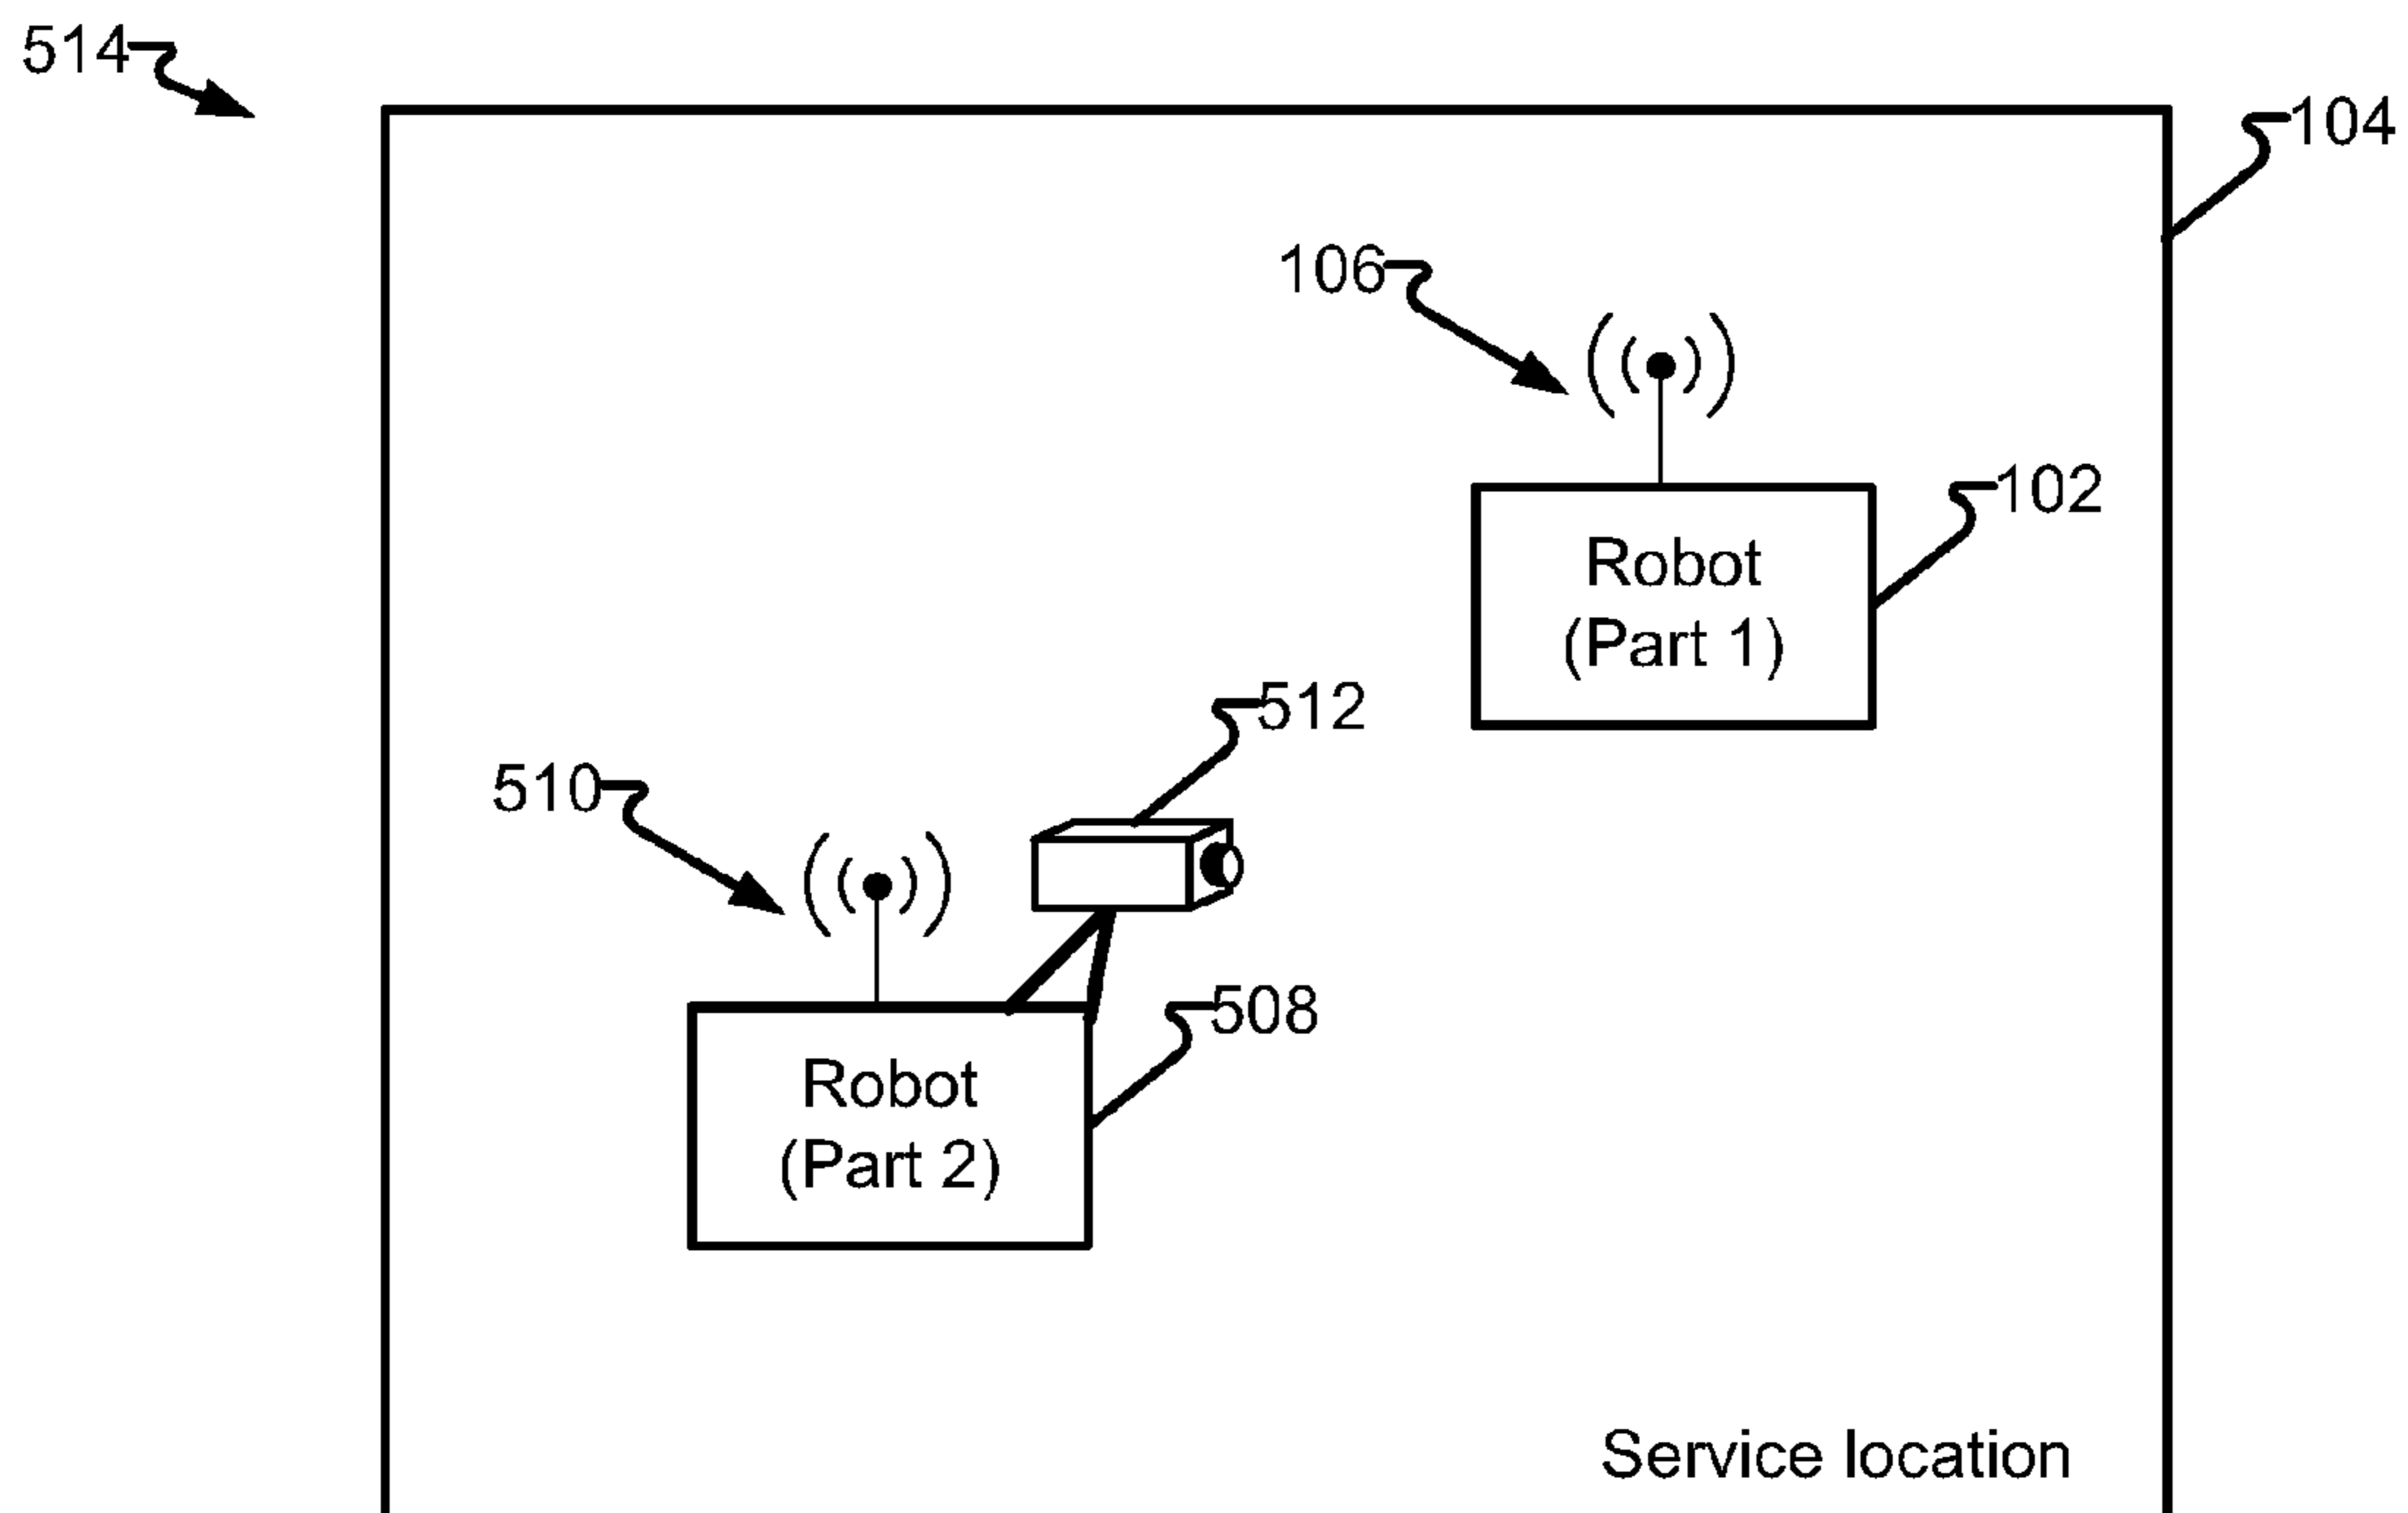 514
104
106
102
Robot
(Part 1)
512
510
508
Robot
(Part 2)
Service location